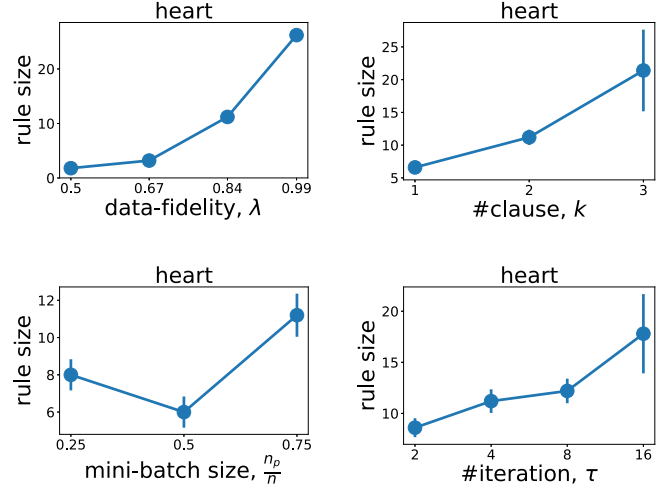 heart
rule size
20
10
0
0.5 0.67 0.84 0.99
data-fidelity, λ
heart
rule size
25
20
15
10
5
1 2 3
#clause, k
heart
rule size
12
10
8
6
0.25 0.5 0.75
mini-batch size, n_p/n
heart
rule size
20
15
10
2 4 8 16
#iteration, τ